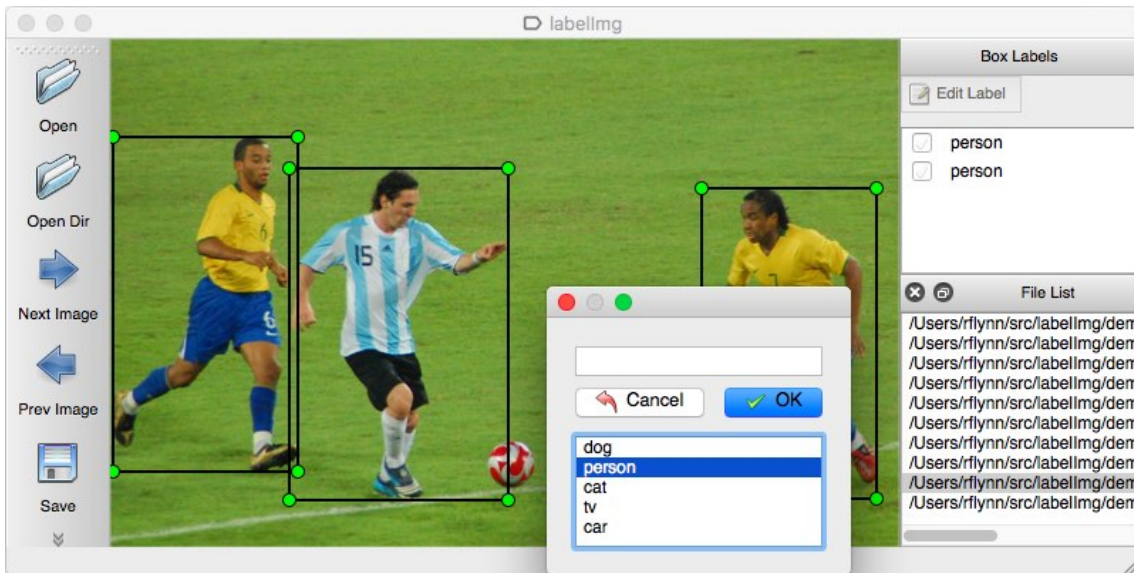 labelImg
Open
Open Dir
Next Image
Prev Image
Save
6
6
15
7
Cancel
OK
dog
person
cat
tv
car
Box Labels
Edit Label
person
person
File List
/Users/rflynn/src/labelImg/dem
/Users/rflynn/src/labelImg/dem
/Users/rflynn/src/labelImg/dem
/Users/rflynn/src/labelImg/dem
/Users/rflynn/src/labelImg/dem
/Users/rflynn/src/labelImg/dem
/Users/rflynn/src/labelImg/dem
/Users/rflynn/src/labelImg/dem
/Users/rflynn/src/labelImg/dem
/Users/rflynn/src/labelImg/dem